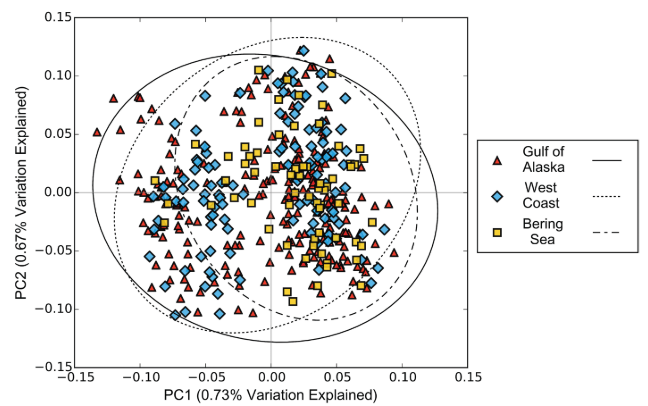 0.15
0.10
0.05
0.00
−0.05
−0.10
−0.15
PC2 (0.67% Variation Explained)
−0.15 −0.10 −0.05 0.00 0.05 0.10 0.15
PC1 (0.73% Variation Explained)
Gulf of
Alaska
West
Coast
Bering
Sea